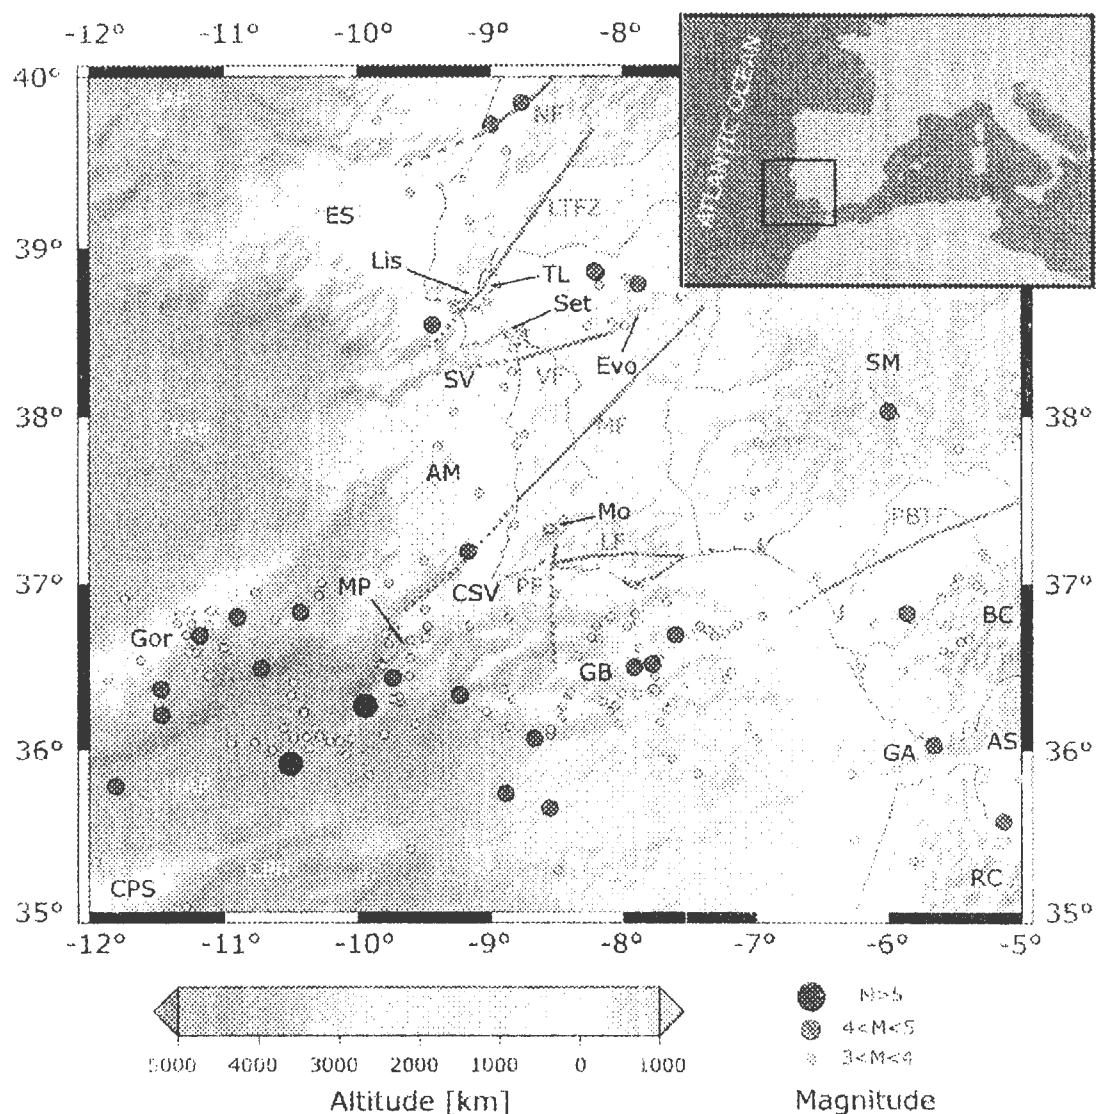 -12° -11° -10° -9° -8°
ATLANTIC OCEAN
40°
NF
ES
LTFZ
39°
Lis
TL
Set
Evo
SV
VF
SM
38° 38°
MF
AM
Mo
PBTF
LF
37° 37°
MP
CSV
PF
BC
Gor
GB
36° 36°
GA
AS
CPS
RC
35° 35°
-12° -11° -10° -9° -8° -7° -6° -5°
M>5
4<M<5
3<M<4
5000 4000 3000 2000 1000 0 1000
Altitude [km]
Magnitude